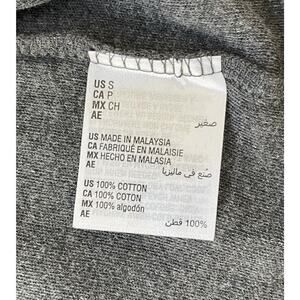 US S
CA P
MX CH
AE صغير
US MADE IN MALAYSIA
CA FABRIQUÉ EN MALAISIE
MX HECHO EN MALASIA
AE صُنع في ماليزيا
US 100% COTTON
CA 100% COTON
MX 100% algodón
AE 100% قطن